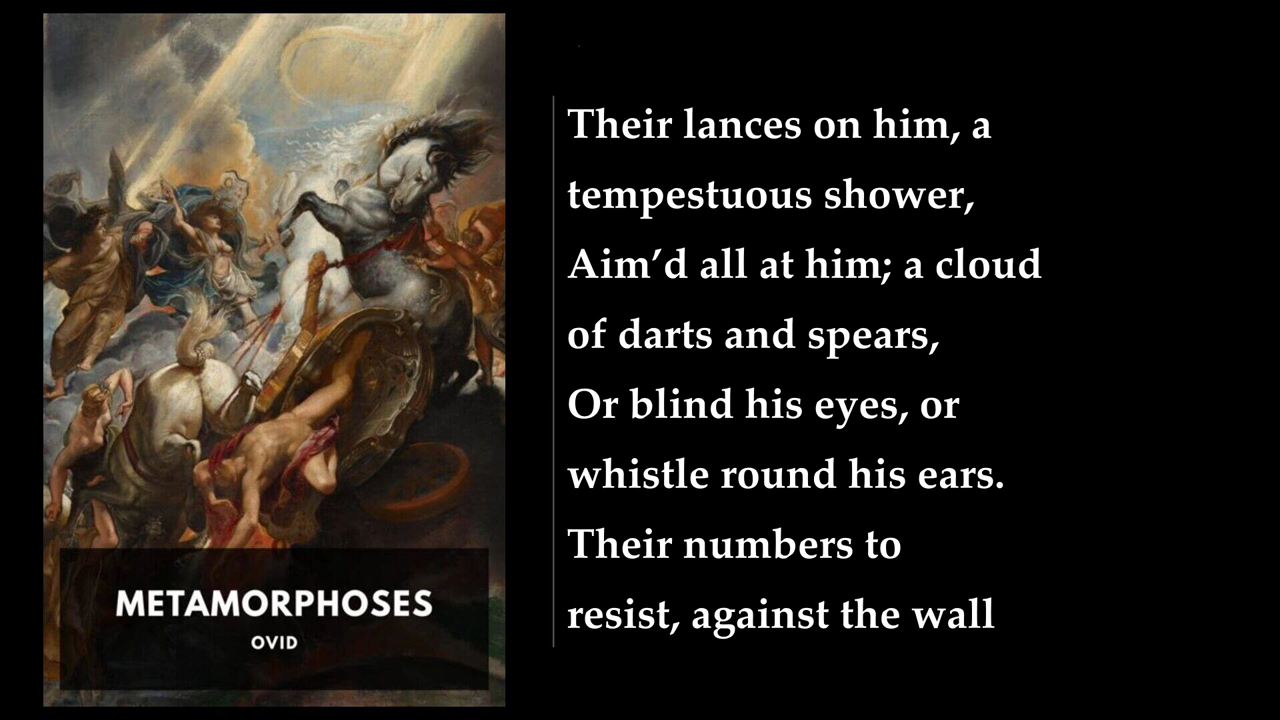 METAMORPHOSES
OVID
Their lances on him, a
tempestuous shower,
Aim’d all at him; a cloud
of darts and spears,
Or blind his eyes, or
whistle round his ears.
Their numbers to
resist, against the wall